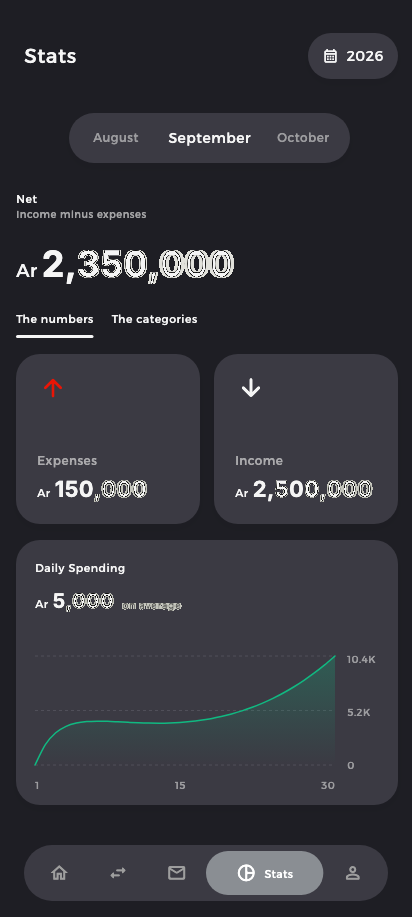 Stats
2026
August September October
Net
Income minus expenses
Ar 2,350,000
The numbers The categories
Expenses
Ar 150,000
Income
Ar 2,500,000
Daily Spending
Ar 5,000 on average
10.4K
5.2K
0
1 15 30
Stats